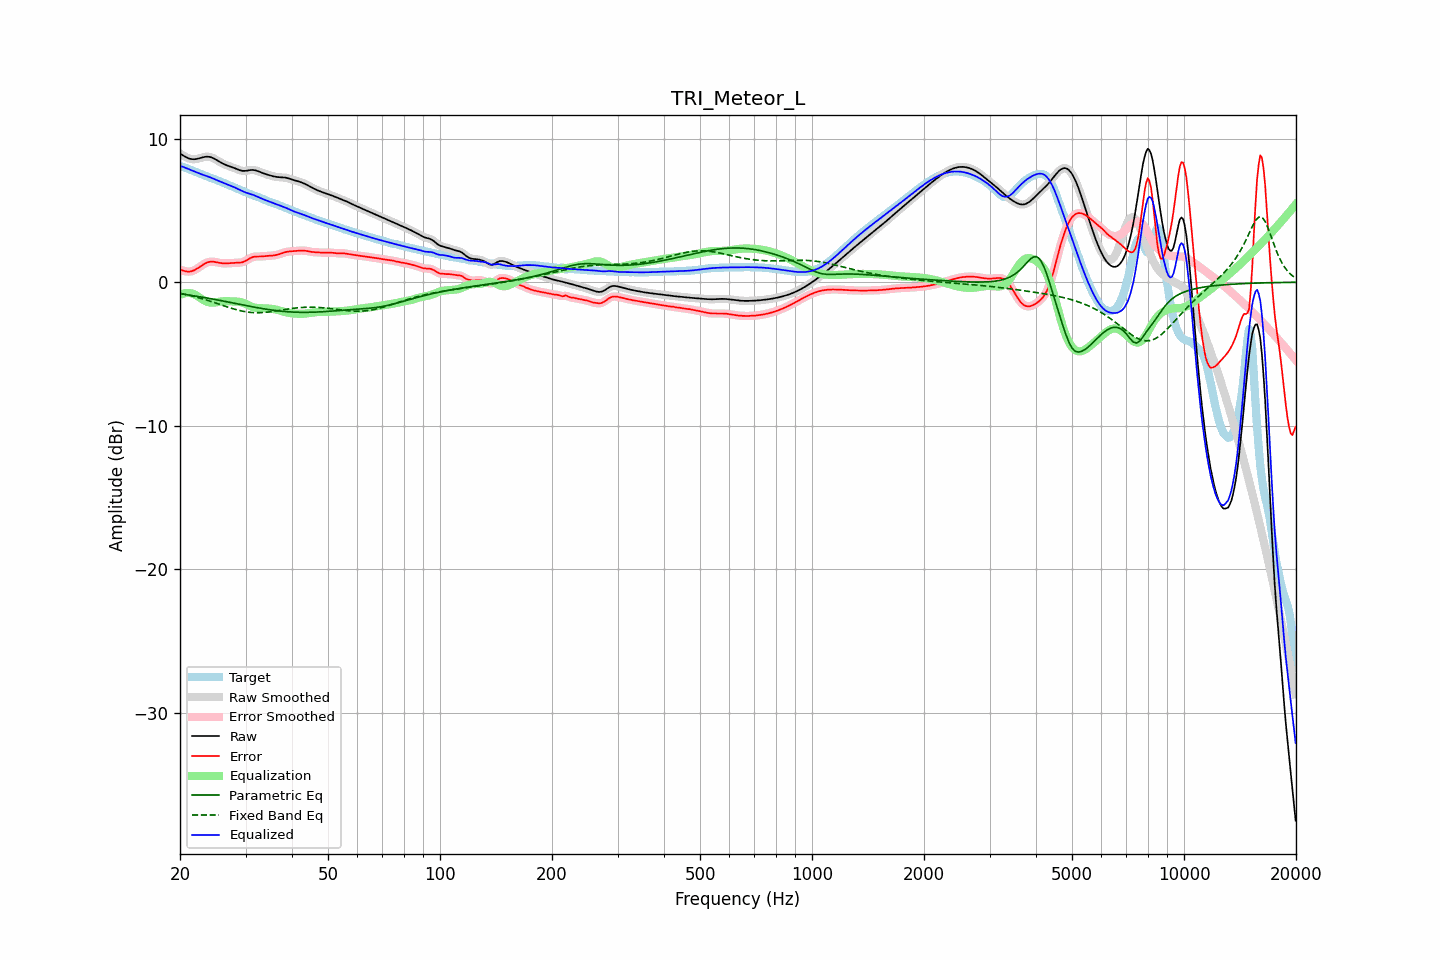 TRI_Meteor_L
Amplitude (dBr)
10
0
−10
−20
−30
Target
Raw Smoothed
Error Smoothed
Raw
Error
Equalization
Parametric Eq
Fixed Band Eq
Equalized
20 50 100 200 500 1000 2000 5000 10000 20000
Frequency (Hz)